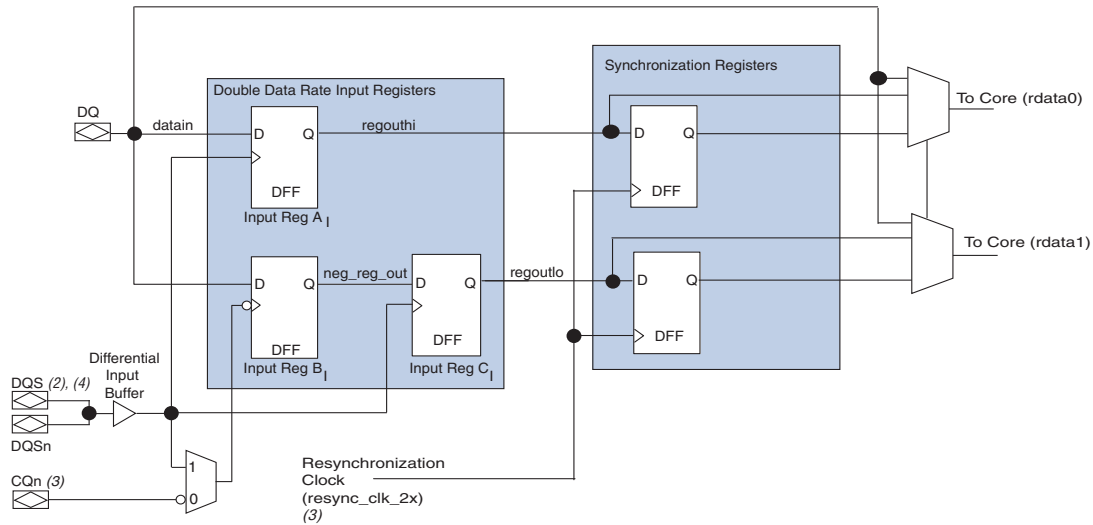 Synchronization Registers
Double Data Rate Input Registers
To Core (rdata0)
DQ
datain
D Q
DFF
Input Reg A I
regouthi
D Q
DFF
To Core (rdata1)
D Q
DFF
Input Reg B I
neg_reg_out
D Q
DFF
Input Reg C I
regoutlo
D Q
DFF
Differential
Input
Buffer
DQS (2), (4)
DQSn
CQn (3)
1
0
Resynchronization
Clock
(resync_clk_2x)
(3)